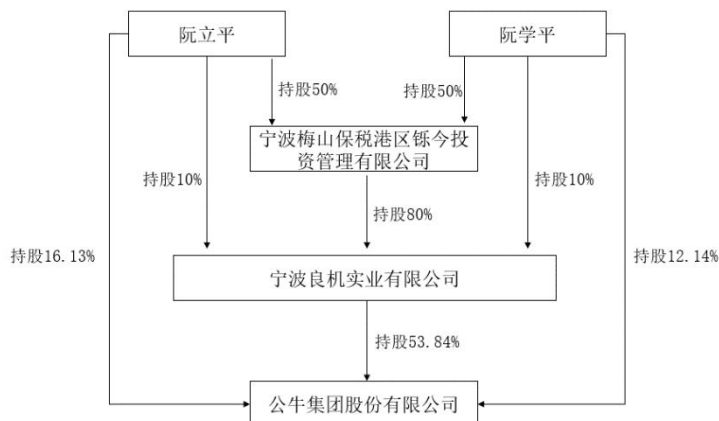 阮立平
阮学平
持股50%
持股50%
宁波梅山保税港区铄今投
资管理有限公司
持股10%
持股10%
持股80%
持股16.13%
持股12.14%
宁波良机实业有限公司
持股53.84%
公牛集团股份有限公司